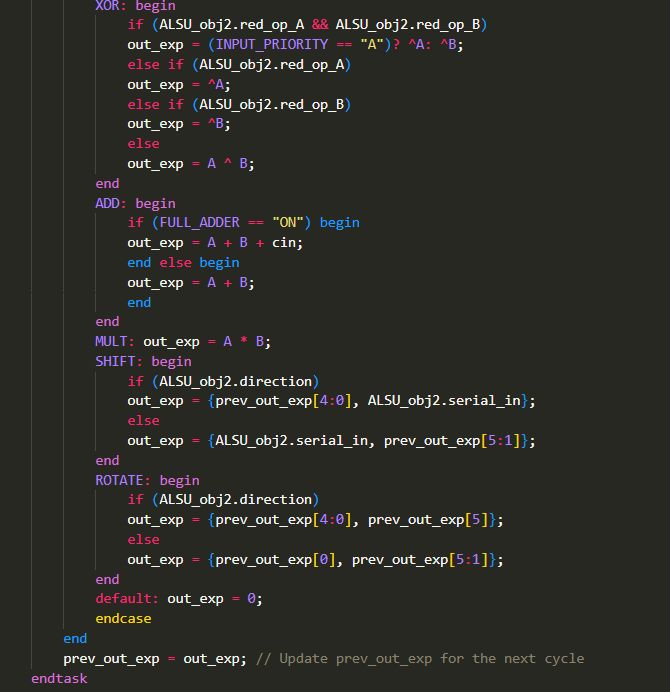 XOR: begin
if (ALSU_obj2.red_op_A && ALSU_obj2.red_op_B)
out_exp = (INPUT_PRIORITY == "A")? ^A: ^B;
else if (ALSU_obj2.red_op_A)
out_exp = ^A;
else if (ALSU_obj2.red_op_B)
out_exp = ^B;
else
out_exp = A ^ B;
end
ADD: begin
if (FULL_ADDER == "ON") begin
out_exp = A + B + cin;
end else begin
out_exp = A + B;
end
end
MULT: out_exp = A * B;
SHIFT: begin
if (ALSU_obj2.direction)
out_exp = {prev_out_exp[4:0], ALSU_obj2.serial_in};
else
out_exp = {ALSU_obj2.serial_in, prev_out_exp[5:1]};
end
ROTATE: begin
if (ALSU_obj2.direction)
out_exp = {prev_out_exp[4:0], prev_out_exp[5]};
else
out_exp = {prev_out_exp[0], prev_out_exp[5:1]};
end
default: out_exp = 0;
endcase
end
prev_out_exp = out_exp; // Update prev_out_exp for the next cycle
endtask